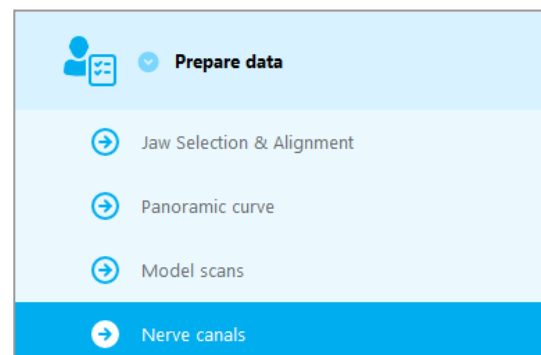 Prepare data
Jaw Selection & Alignment
Panoramic curve
Model scans
Nerve canals